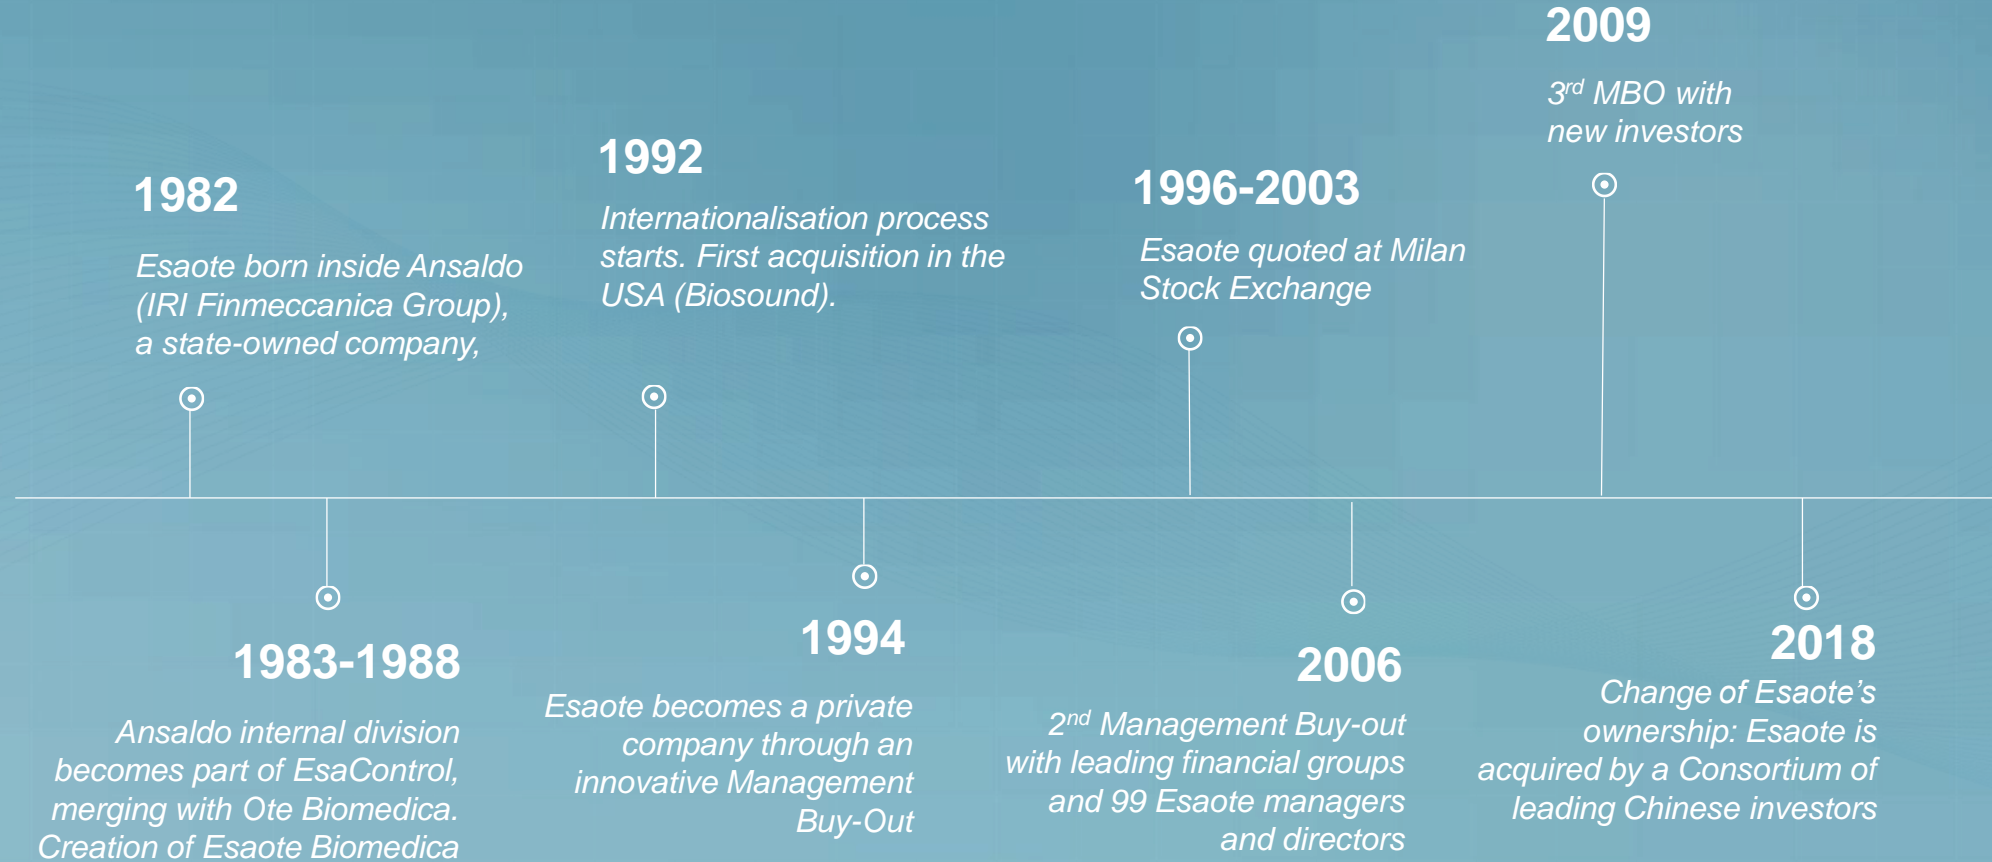 1982
Esaote born inside Ansaldo
(IRI Finmeccanica Group),
a state-owned company,
1983-1988
Ansaldo internal division
becomes part of EsaControl,
merging with Ote Biomedica.
Creation of Esaote Biomedica
1992
Internationalisation process
starts. First acquisition in the
USA (Biosound).
1994
Esaote becomes a private
company through an
innovative Management
Buy-Out
1996-2003
Esaote quoted at Milan
Stock Exchange
2006
2nd Management Buy-out
with leading financial groups
and 99 Esaote managers
and directors
2009
3rd MBO with
new investors
2018
Change of Esaote’s
ownership: Esaote is
acquired by a Consortium of
leading Chinese investors